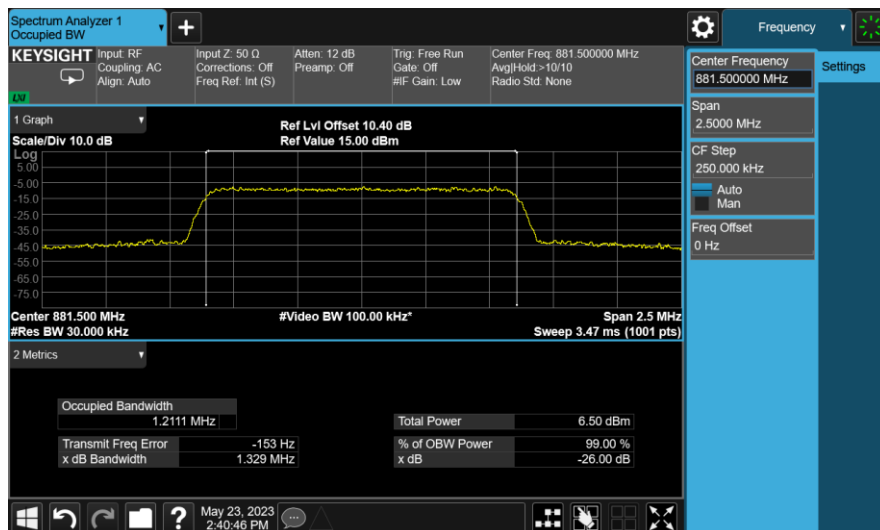 Spectrum Analyzer 1
Occupied BW
Frequency
KEYSIGHT
Input: RF
Coupling: AC
Align: Auto
Input Z: 50 Ω
Corrections: Off
Freq Ref: Int (S)
Atten: 12 dB
Preamp: Off
Trig: Free Run
Gate: Off
#IF Gain: Low
Center Freq: 881.500000 MHz
Avg|Hold:>10/10
Radio Std: None
LXI
Center Frequency
881.500000 MHz
Settings
Span
2.5000 MHz
CF Step
250.000 kHz
Auto
Man
Freq Offset
0 Hz
1 Graph
Scale/Div 10.0 dB
Ref Lvl Offset 10.40 dB
Ref Value 15.00 dBm
Log
5.00
-5.00
-15.0
-25.0
-35.0
-45.0
-55.0
-65.0
-75.0
Center 881.500 MHz
#Video BW 100.00 kHz*
Span 2.5 MHz
#Res BW 30.000 kHz
Sweep 3.47 ms (1001 pts)
2 Metrics
Occupied Bandwidth
1.2111 MHz
Total Power 6.50 dBm
Transmit Freq Error -153 Hz
% of OBW Power 99.00 %
x dB Bandwidth 1.329 MHz
x dB -26.00 dB
May 23, 2023
2:40:46 PM